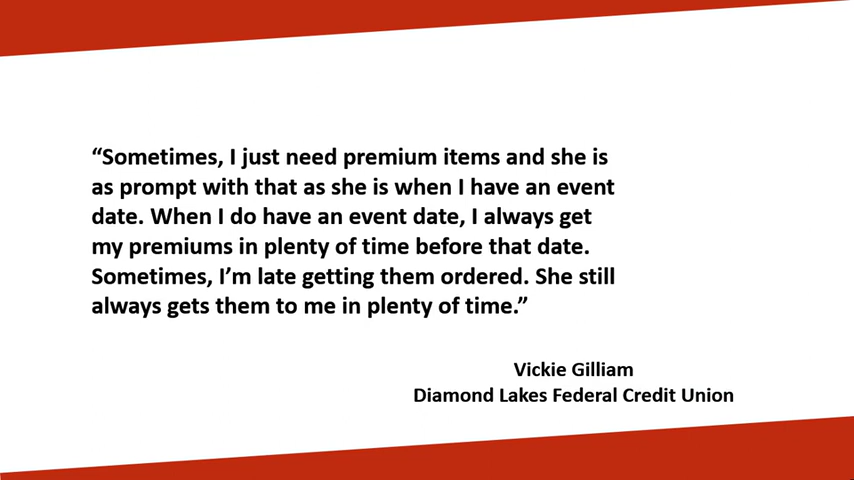 “Sometimes, I just need premium items and she is
as prompt with that as she is when I have an event
date. When I do have an event date, I always get
my premiums in plenty of time before that date.
Sometimes, I’m late getting them ordered. She still
always gets them to me in plenty of time.”
Vickie Gilliam
Diamond Lakes Federal Credit Union